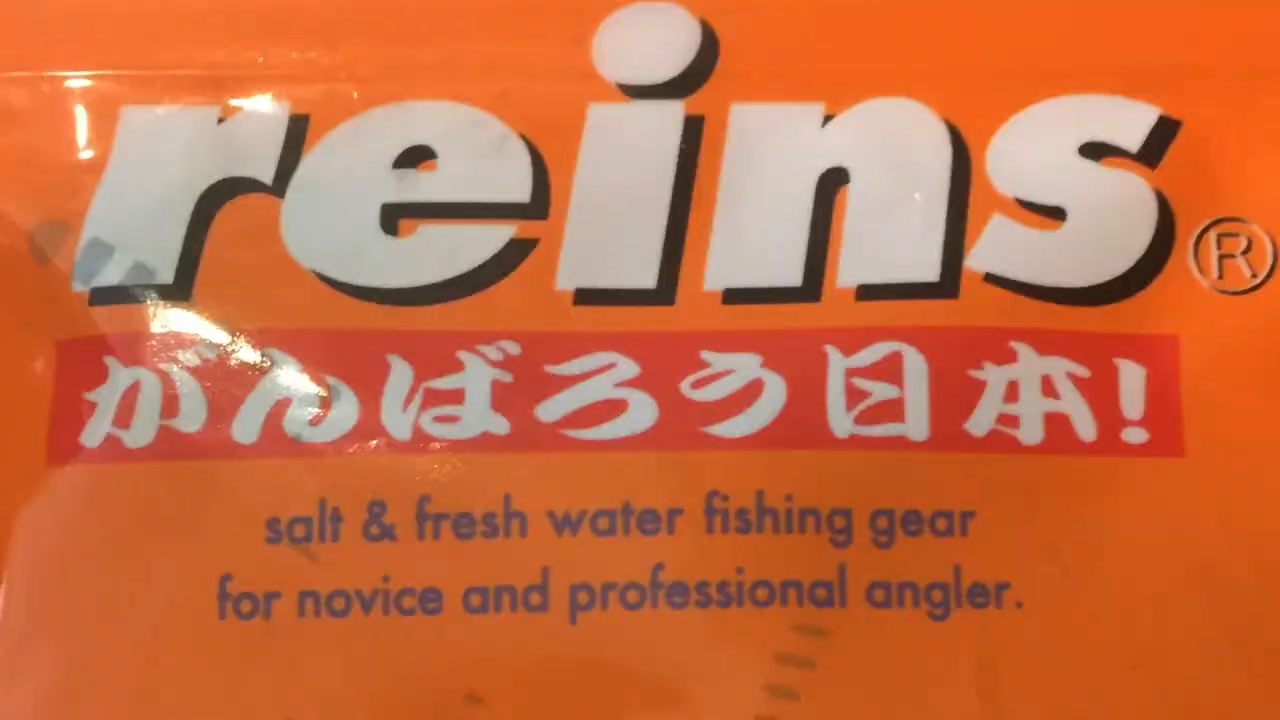 reins®
がんばろう日本!
salt & fresh water fishing gear
for novice and professional angler.